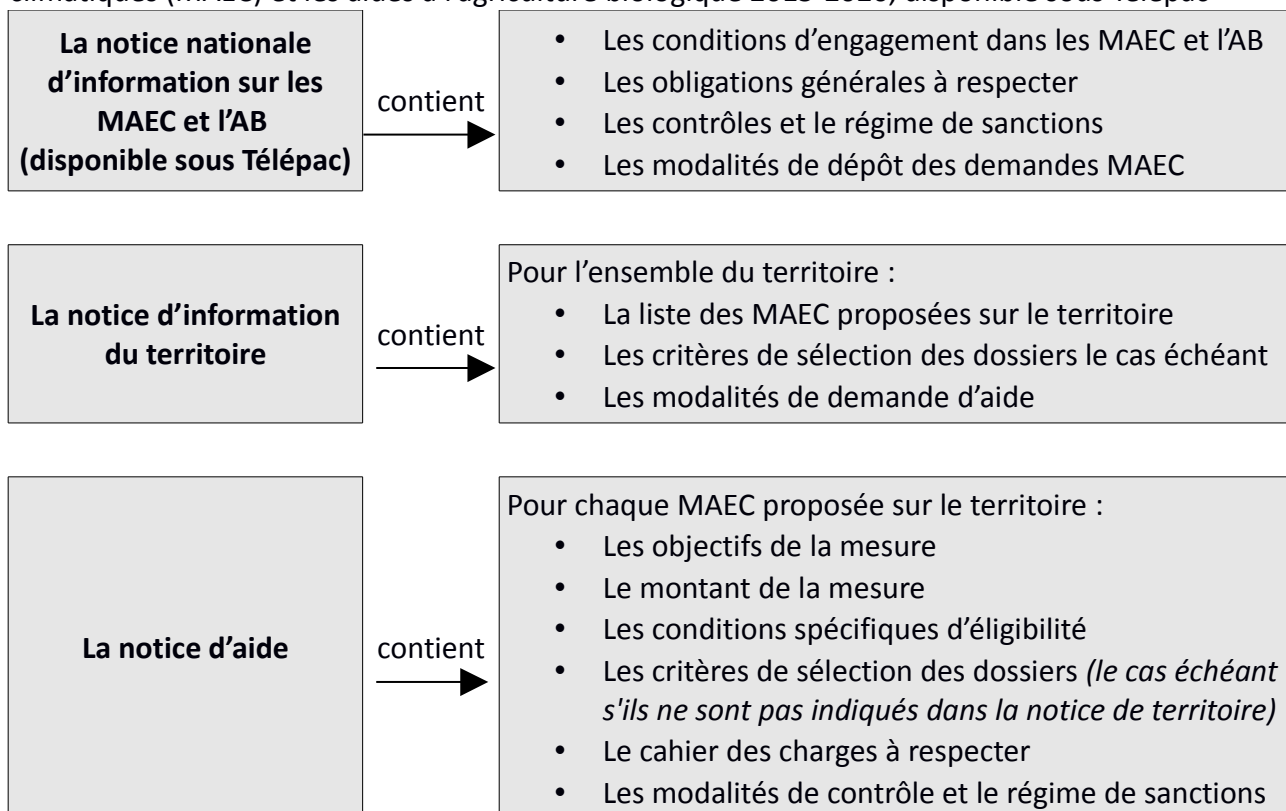 climatiques (MAEC) et les aides à l'agriculture biologique 2015-2020, disponible sous Télépac
La notice nationale
d’information sur les
MAEC et l’AB
(disponible sous Télépac)
contient
• Les conditions d’engagement dans les MAEC et l’AB
• Les obligations générales à respecter
• Les contrôles et le régime de sanctions
• Les modalités de dépôt des demandes MAEC
La notice d’information
du territoire
contient
Pour l’ensemble du territoire :
• La liste des MAEC proposées sur le territoire
• Les critères de sélection des dossiers le cas échéant
• Les modalités de demande d’aide
La notice d’aide
contient
Pour chaque MAEC proposée sur le territoire :
• Les objectifs de la mesure
• Le montant de la mesure
• Les conditions spécifiques d’éligibilité
• Les critères de sélection des dossiers (le cas échéant
s'ils ne sont pas indiqués dans la notice de territoire)
• Le cahier des charges à respecter
• Les modalités de contrôle et le régime de sanctions